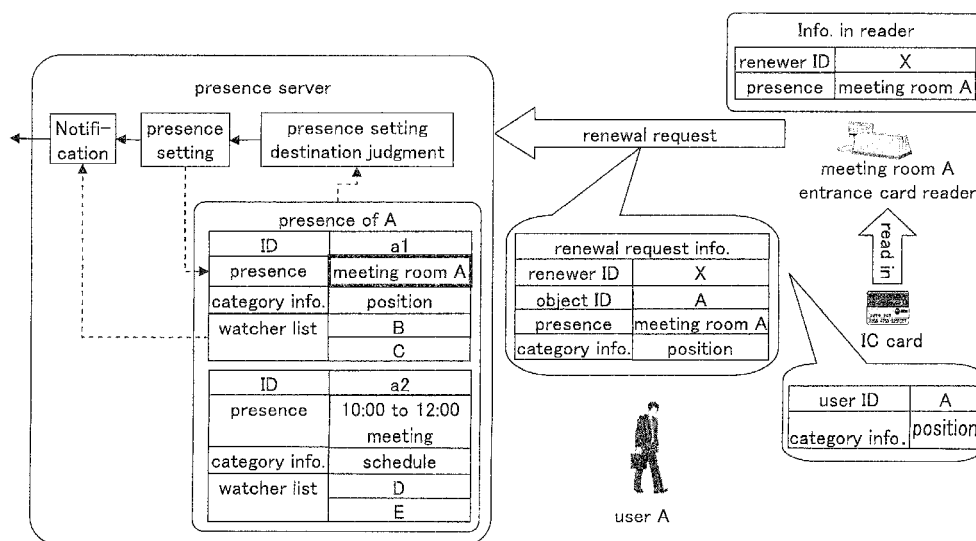 Info. in reader
renewer ID X
presence meeting room A
presence server
Notifi-
cation
presence
setting
presence setting
destination judgment
renewal request
meeting room A
entrance card reader
read in
IC card
presence of A
ID a1
presence meeting room A
category info. position
watcher list B
C
ID a2
presence 10:00 to 12:00
meeting
category info. schedule
watcher list D
E
renewal request info.
renewer ID X
object ID A
presence meeting room A
category info. position
user ID A
category info. position
user A